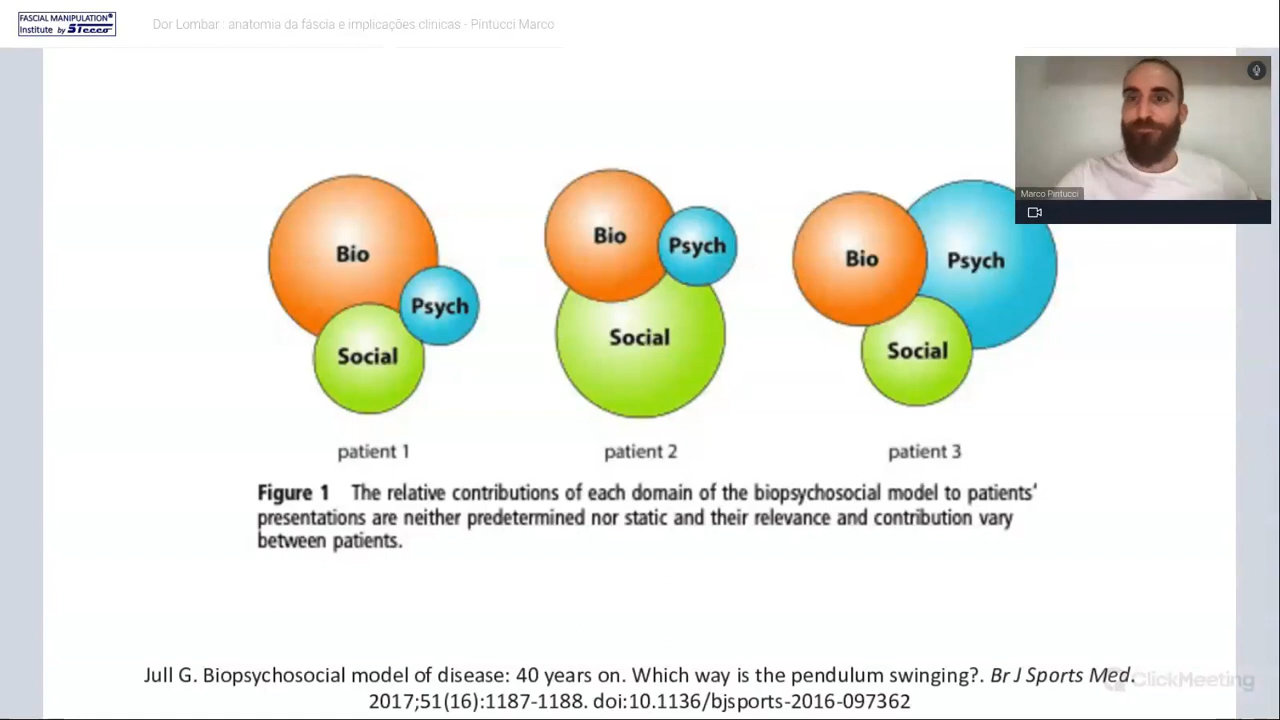 FASCIAL MANIPULATION®
Institute by Stecco
Dor Lombar : anatomia da fáscia e implicações clínicas - Pintucci Marco
Marco Pintucci
Bio
Psych
Social
patient 1
Bio
Psych
Social
patient 2
Bio
Psych
Social
patient 3
Figure 1 The relative contributions of each domain of the biopsychosocial model to patients'
presentations are neither predetermined nor static and their relevance and contribution vary
between patients.
Jull G. Biopsychosocial model of disease: 40 years on. Which way is the pendulum swinging?. Br J Sports Med.
2017;51(16):1187-1188. doi:10.1136/bjsports-2016-097362
ClickMeeting